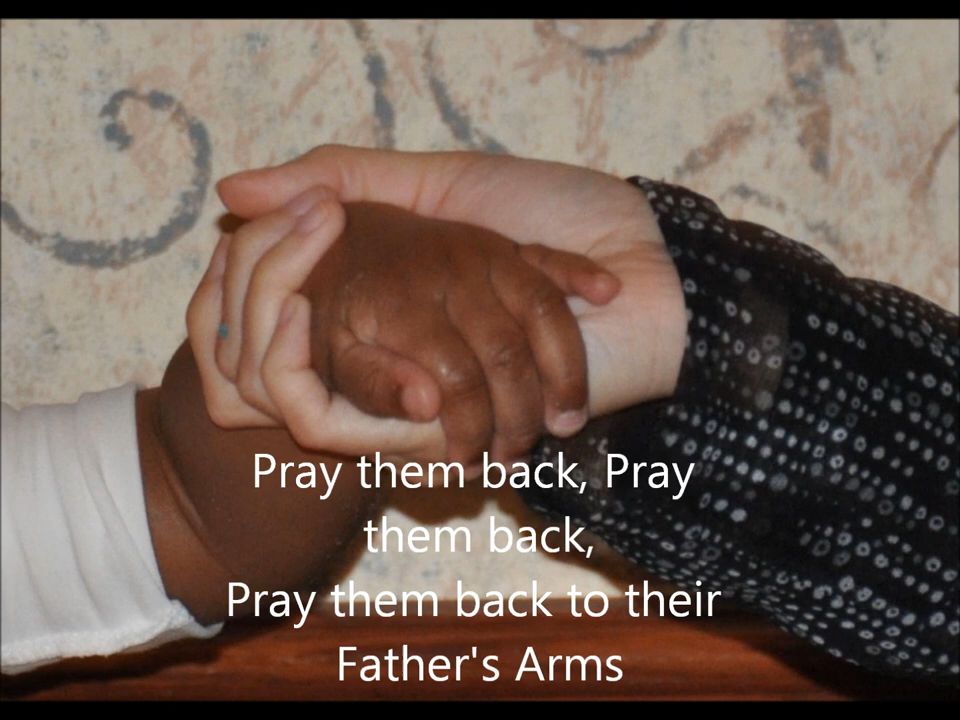 Pray them back, Pray
them back,
Pray them back to their
Father's Arms